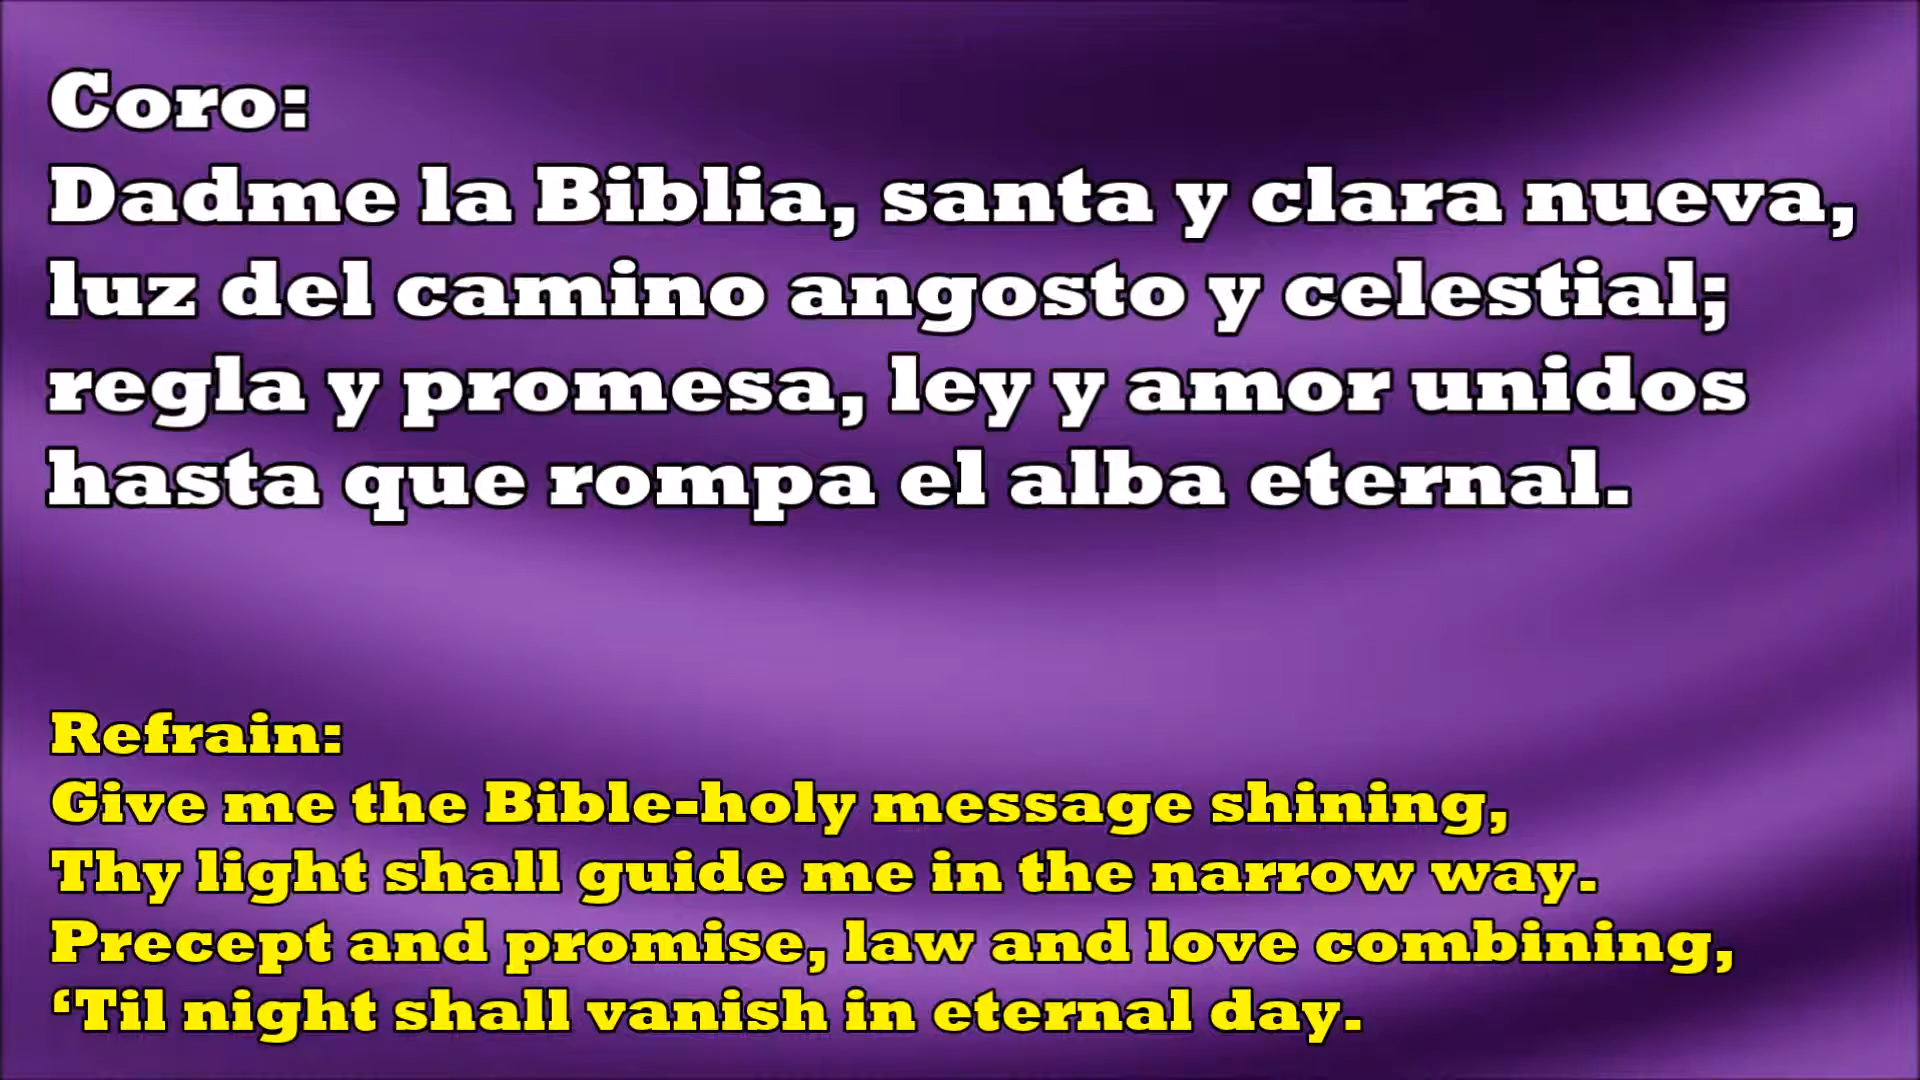 Coro:
Dadme la Biblia, santa y clara nueva,
luz del camino angosto y celestial;
regla y promesa, ley y amor unidos
hasta que rompa el alba eternal.
Refrain:
Give me the Bible-holy message shining,
Thy light shall guide me in the narrow way.
Precept and promise, law and love combining,
‘Til night shall vanish in eternal day.